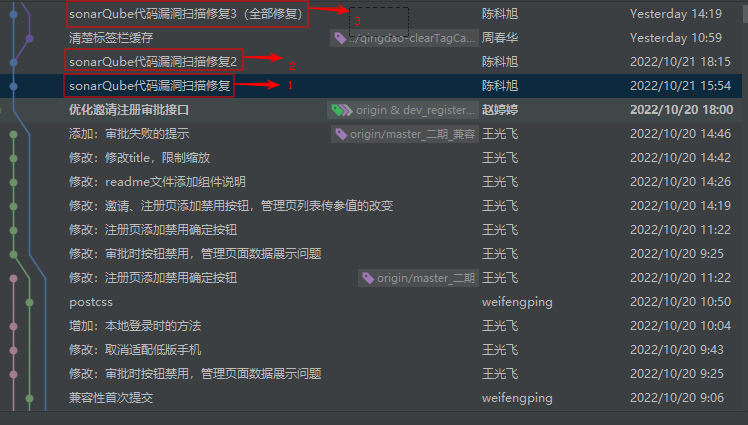 sonarQube代码漏洞扫描修复3（全部修复） 3 陈科旭 Yesterday 14:19
清楚标签栏缓存 …/qingdao-clearTagCa... 周春华 Yesterday 10:59
sonarQube代码漏洞扫描修复2 2 陈科旭 2022/10/21 18:15
sonarQube代码漏洞扫描修复 1 陈科旭 2022/10/21 15:54
优化邀请注册审批接口 origin & dev_register... 赵婷婷 2022/10/20 18:00
添加：审批失败的提示 origin/master_二期_兼容 王光飞 2022/10/20 14:46
修改：修改title，限制缩放 王光飞 2022/10/20 14:42
修改：readme文件添加组件说明 王光飞 2022/10/20 14:26
修改：邀请、注册页添加禁用按钮，管理页列表传参值的改变 王光飞 2022/10/20 14:19
修改：注册页添加禁用确定按钮 王光飞 2022/10/20 11:22
修改：审批时按钮禁用，管理页面数据展示问题 王光飞 2022/10/20 9:25
修改：注册页添加禁用确定按钮 origin/master_二期 王光飞 2022/10/20 11:22
postcss weifengping 2022/10/20 10:50
增加：本地登录时的方法 王光飞 2022/10/20 10:04
修改：取消适配低版手机 王光飞 2022/10/20 9:43
修改：审批时按钮禁用，管理页面数据展示问题 王光飞 2022/10/20 9:25
兼容性首次提交 weifengping 2022/10/20 9:06